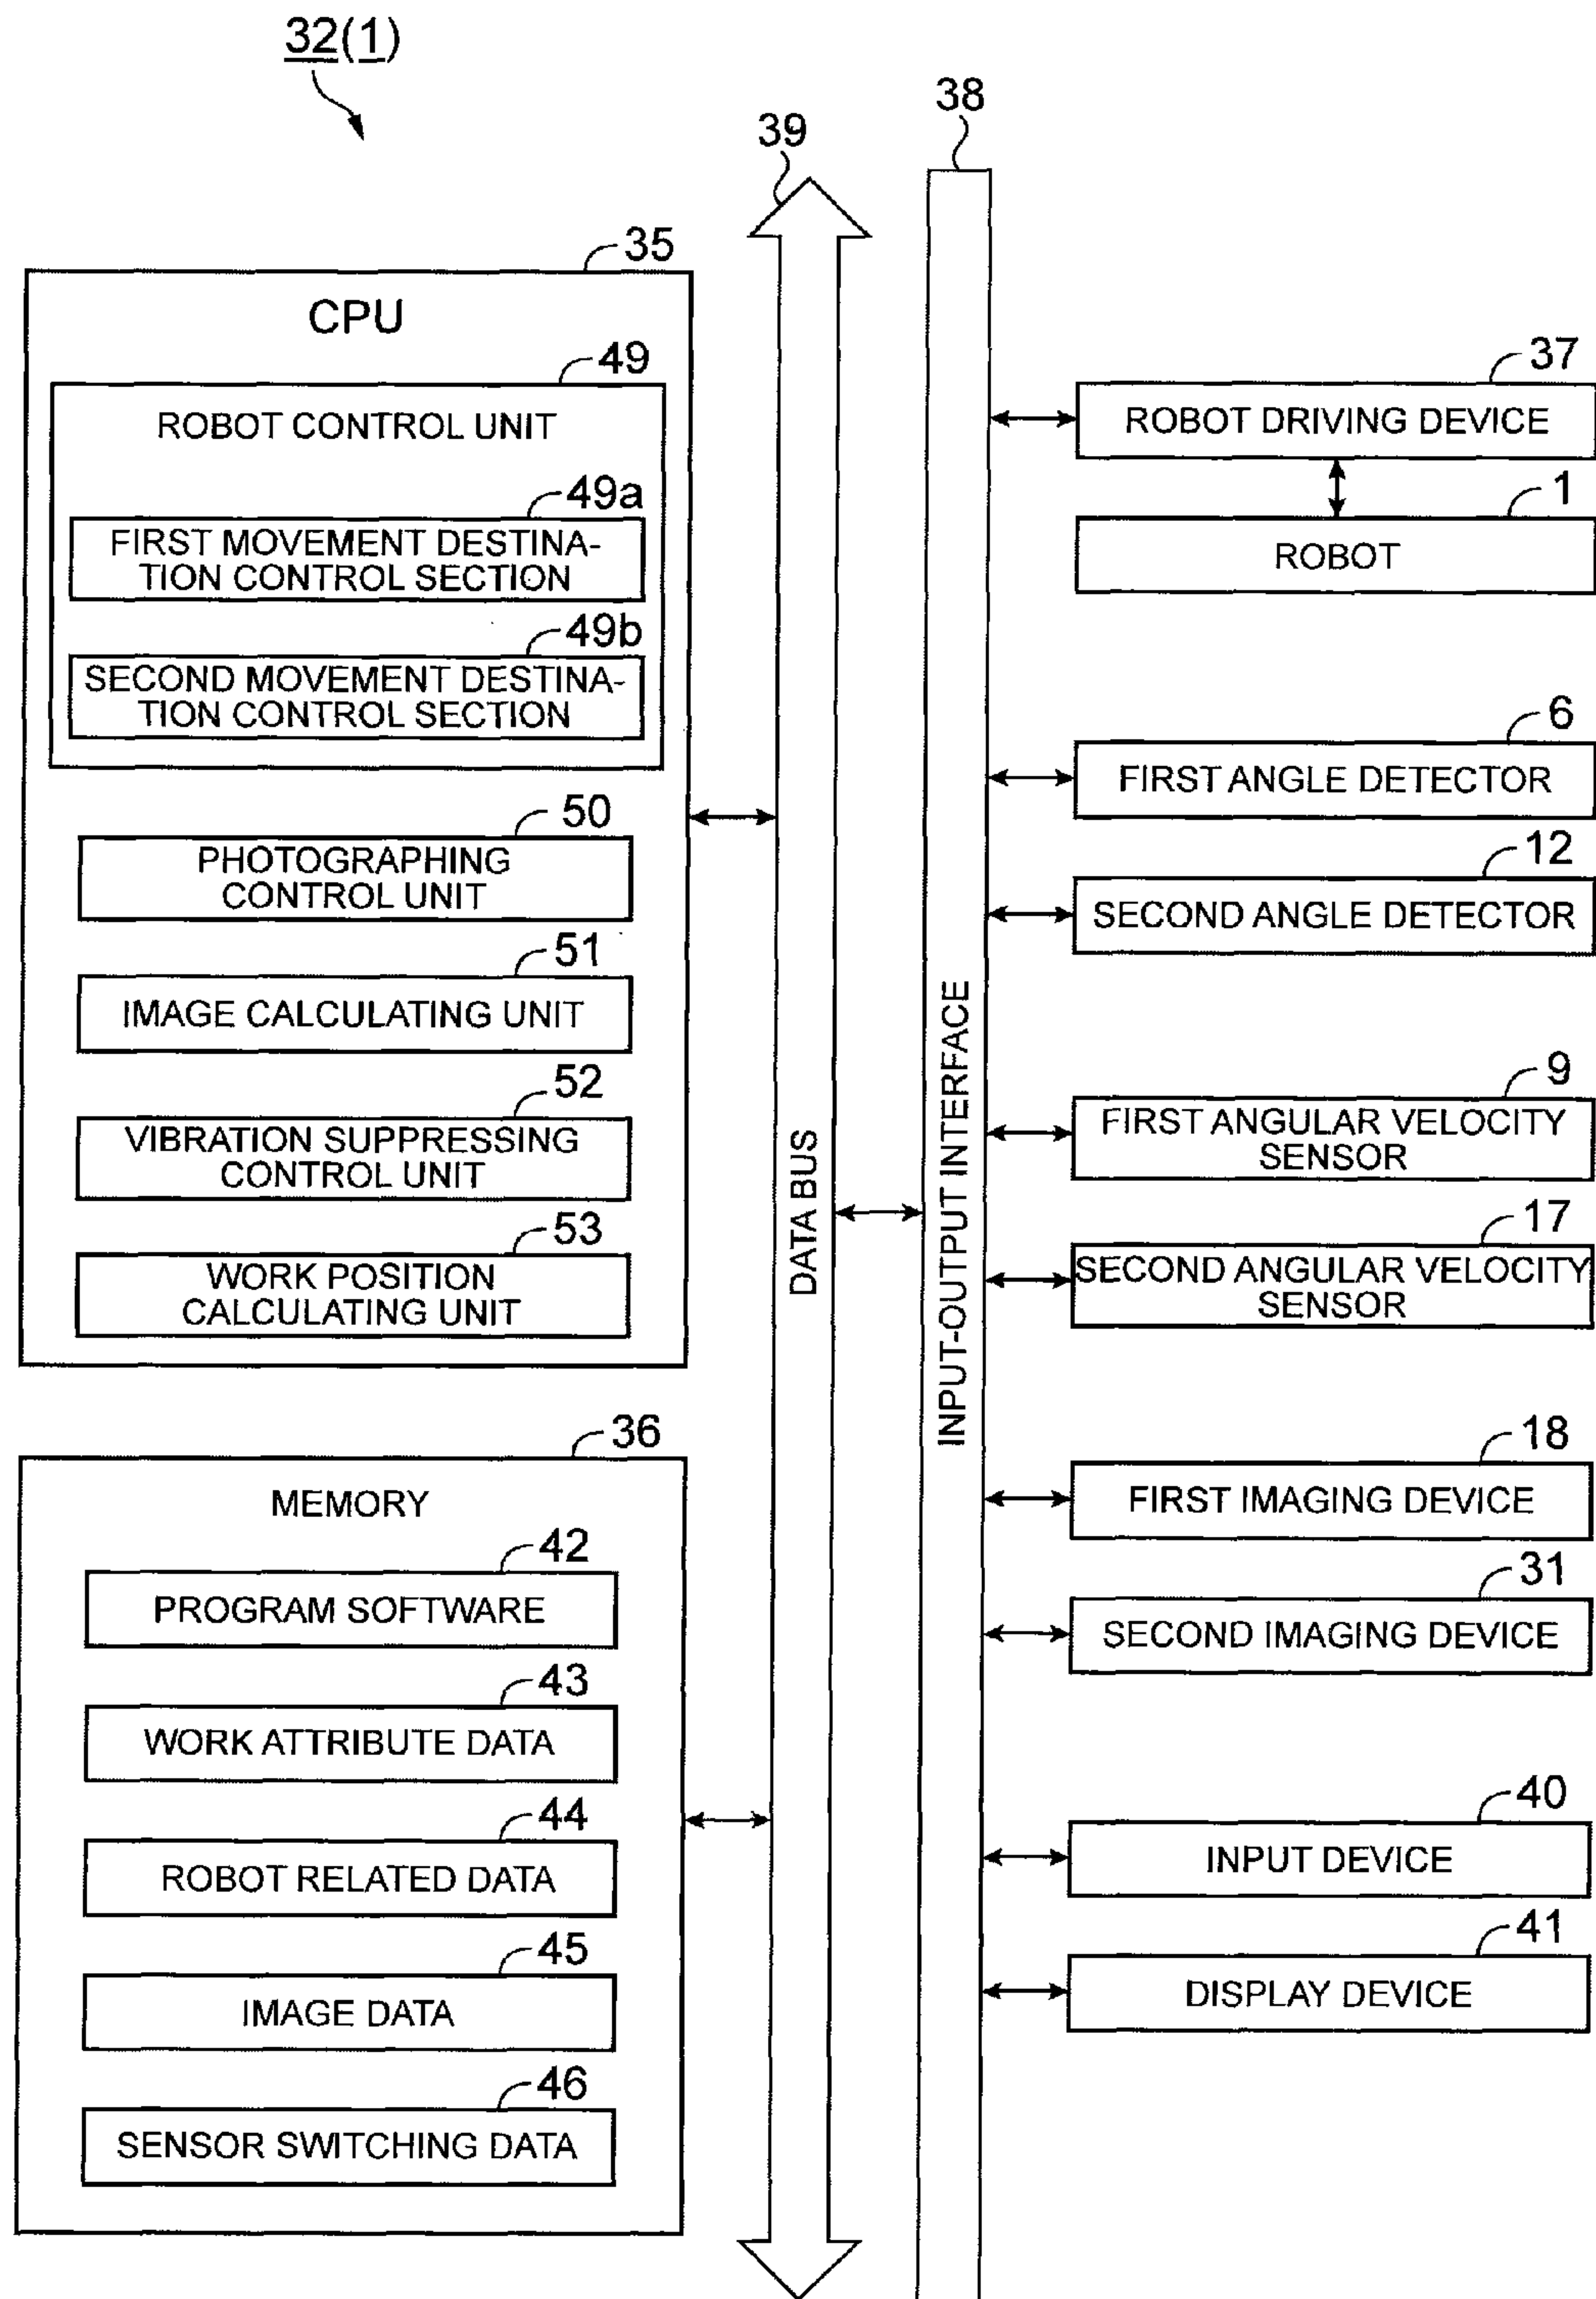 32(1)
38
39
35
CPU
49
ROBOT CONTROL UNIT
49a
FIRST MOVEMENT DESTINA-
TION CONTROL SECTION
49b
SECOND MOVEMENT DESTINA-
TION CONTROL SECTION
50
PHOTOGRAPHING
CONTROL UNIT
51
IMAGE CALCULATING UNIT
52
VIBRATION SUPPRESSING
CONTROL UNIT
53
WORK POSITION
CALCULATING UNIT
36
MEMORY
42
PROGRAM SOFTWARE
43
WORK ATTRIBUTE DATA
44
ROBOT RELATED DATA
45
IMAGE DATA
46
SENSOR SWITCHING DATA
DATA BUS
INPUT-OUTPUT INTERFACE
37
ROBOT DRIVING DEVICE
1
ROBOT
6
FIRST ANGLE DETECTOR
12
SECOND ANGLE DETECTOR
9
FIRST ANGULAR VELOCITY
SENSOR
17
SECOND ANGULAR VELOCITY
SENSOR
18
FIRST IMAGING DEVICE
31
SECOND IMAGING DEVICE
40
INPUT DEVICE
41
DISPLAY DEVICE